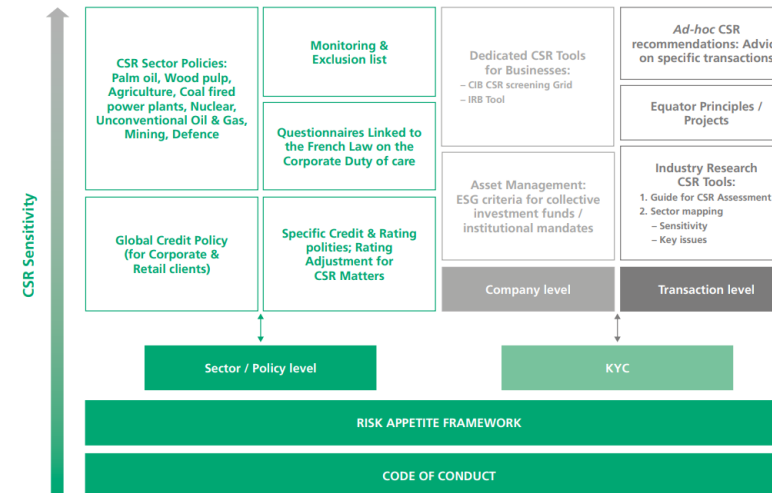 CSR Sensitivity
CSR Sector Policies:
Palm oil, Wood pulp,
Agriculture, Coal fired
power plants, Nuclear,
Unconventional Oil & Gas,
Mining, Defence
Monitoring &
Exclusion list
Questionnaires Linked to
the French Law on the
Corporate Duty of care
Global Credit Policy
(for Corporate &
Retail clients)
Specific Credit & Rating
polities; Rating
Adjustment for
CSR Matters
Dedicated CSR Tools
for Businesses:
– CIB CSR screening Grid
– IRB Tool
Asset Management:
ESG criteria for collective
investment funds /
institutional mandates
Company level
Ad-hoc CSR
recommendations:
on specific transactions
Equator Principles /
Projects
Industry Research
CSR Tools:
1. Guide for CSR Assessment
2. Sector mapping
– Sensitivity
– Key issues
Transaction level
Sector / Policy level
KYC
RISK APPETITE FRAMEWORK
CODE OF CONDUCT